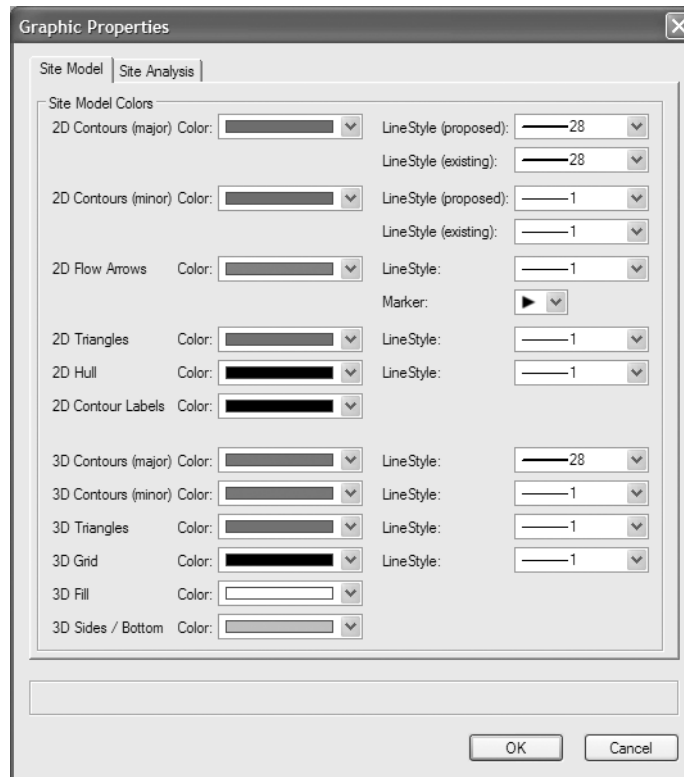 Graphic Properties
Site Model Site Analysis
Site Model Colors
2D Contours (major) Color: LineStyle (proposed): 28
LineStyle (existing): 28
2D Contours (minor) Color: LineStyle (proposed): 1
LineStyle (existing): 1
2D Flow Arrows Color: LineStyle: 1
Marker:
2D Triangles Color: LineStyle: 1
2D Hull Color: LineStyle: 1
2D Contour Labels Color:
3D Contours (major) Color: LineStyle: 28
3D Contours (minor) Color: LineStyle: 1
3D Triangles Color: LineStyle: 1
3D Grid Color: LineStyle: 1
3D Fill Color:
3D Sides / Bottom Color:
OK Cancel